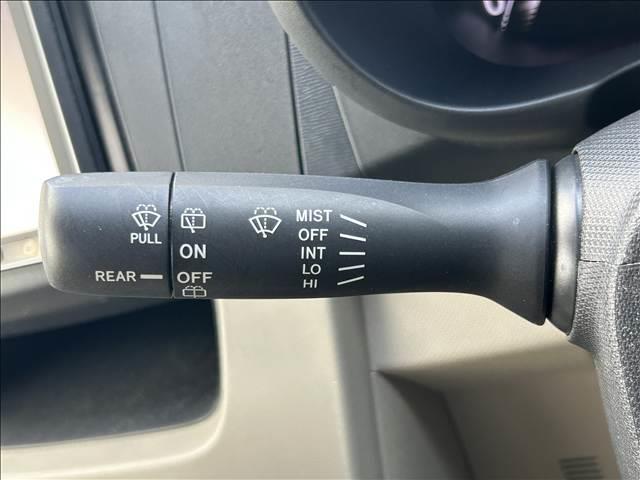 PULL
REAR
ON
OFF
MIST
OFF
INT
LO
HI